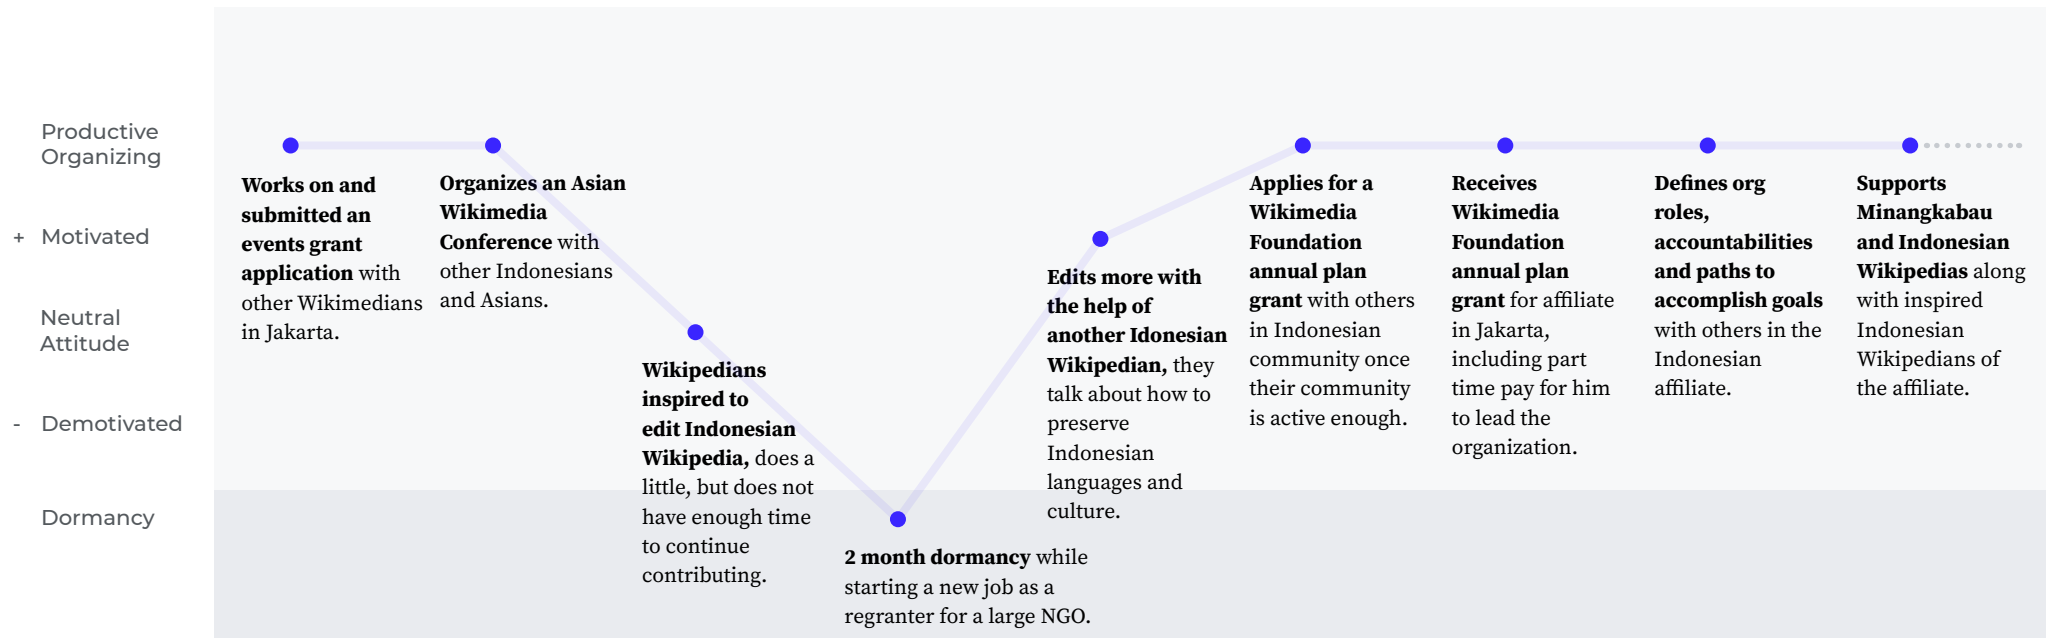 Productive
Organizing
+ Motivated
Neutral
Attitude
- Demotivated
Dormancy
Works on and
submitted an
events grant
application with
other Wikimedians
in Jakarta.
Organizes an Asian
Wikimedia
Conference with
other Indonesians
and Asians.
Wikipedians
inspired to
edit Indonesian
Wikipedia, does a
little, but does not
have enough time
to continue
contributing.
2 month dormancy while
starting a new job as a
regranter for a large NGO.
Edits more with
the help of
another Idonesian
Wikipedian, they
talk about how to
preserve
Indonesian
languages and
culture.
Applies for a
Wikimedia
Foundation
annual plan
grant with others
in Indonesian
community once
their community
is active enough.
Receives
Wikimedia
Foundation
annual plan
grant for affiliate
in Jakarta,
including part
time pay for him
to lead the
organization.
Defines org
roles,
accountabilities
and paths to
accomplish goals
with others in the
Indonesian
affiliate.
Supports
Minangkabau
and Indonesian
Wikipedias along
with inspired
Indonesian
Wikipedians of
the affiliate.